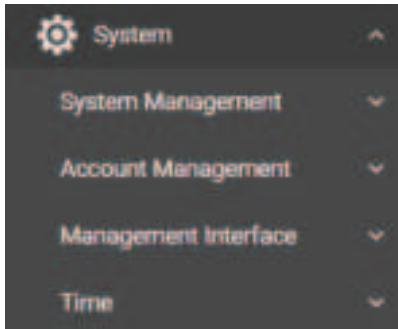 System
System Management
Account Management
Management Interface
Time